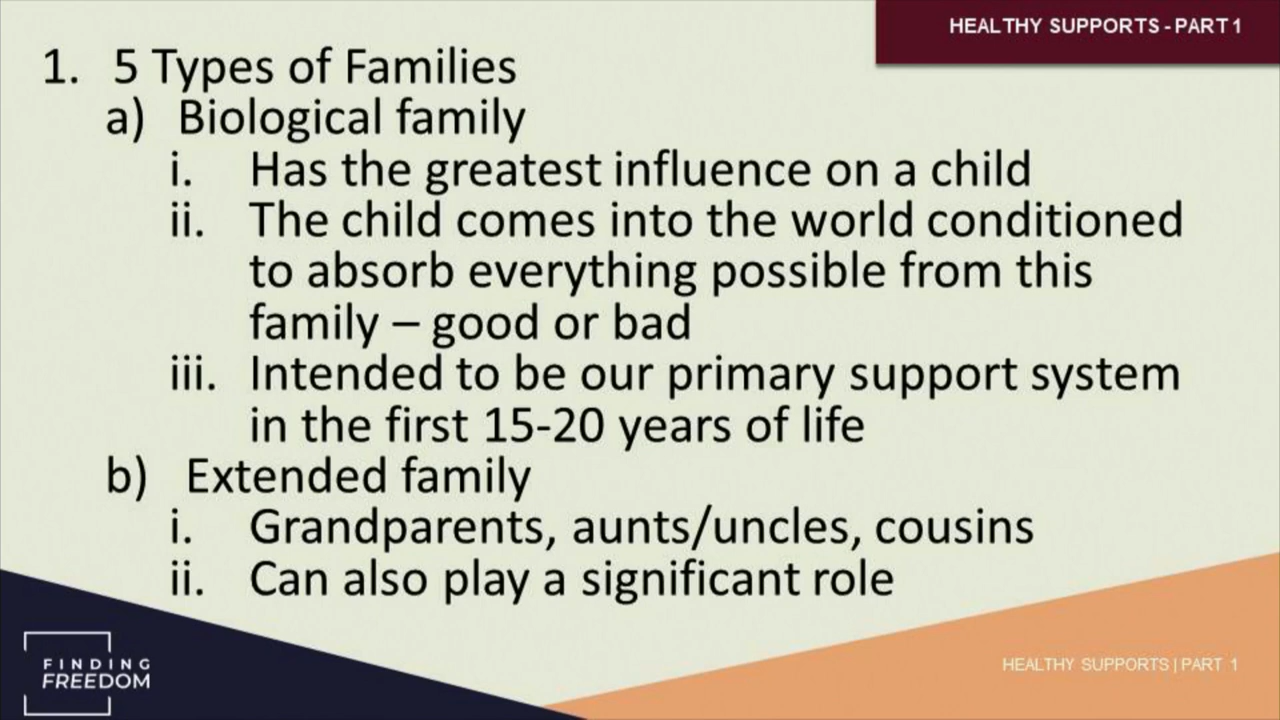 HEALTHY SUPPORTS - PART 1
1. 5 Types of Families
a) Biological family
i. Has the greatest influence on a child
ii. The child comes into the world conditioned
to absorb everything possible from this
family – good or bad
iii. Intended to be our primary support system
in the first 15-20 years of life
b) Extended family
i. Grandparents, aunts/uncles, cousins
ii. Can also play a significant role
FINDING
FREEDOM
HEALTHY SUPPORTS | PART 1